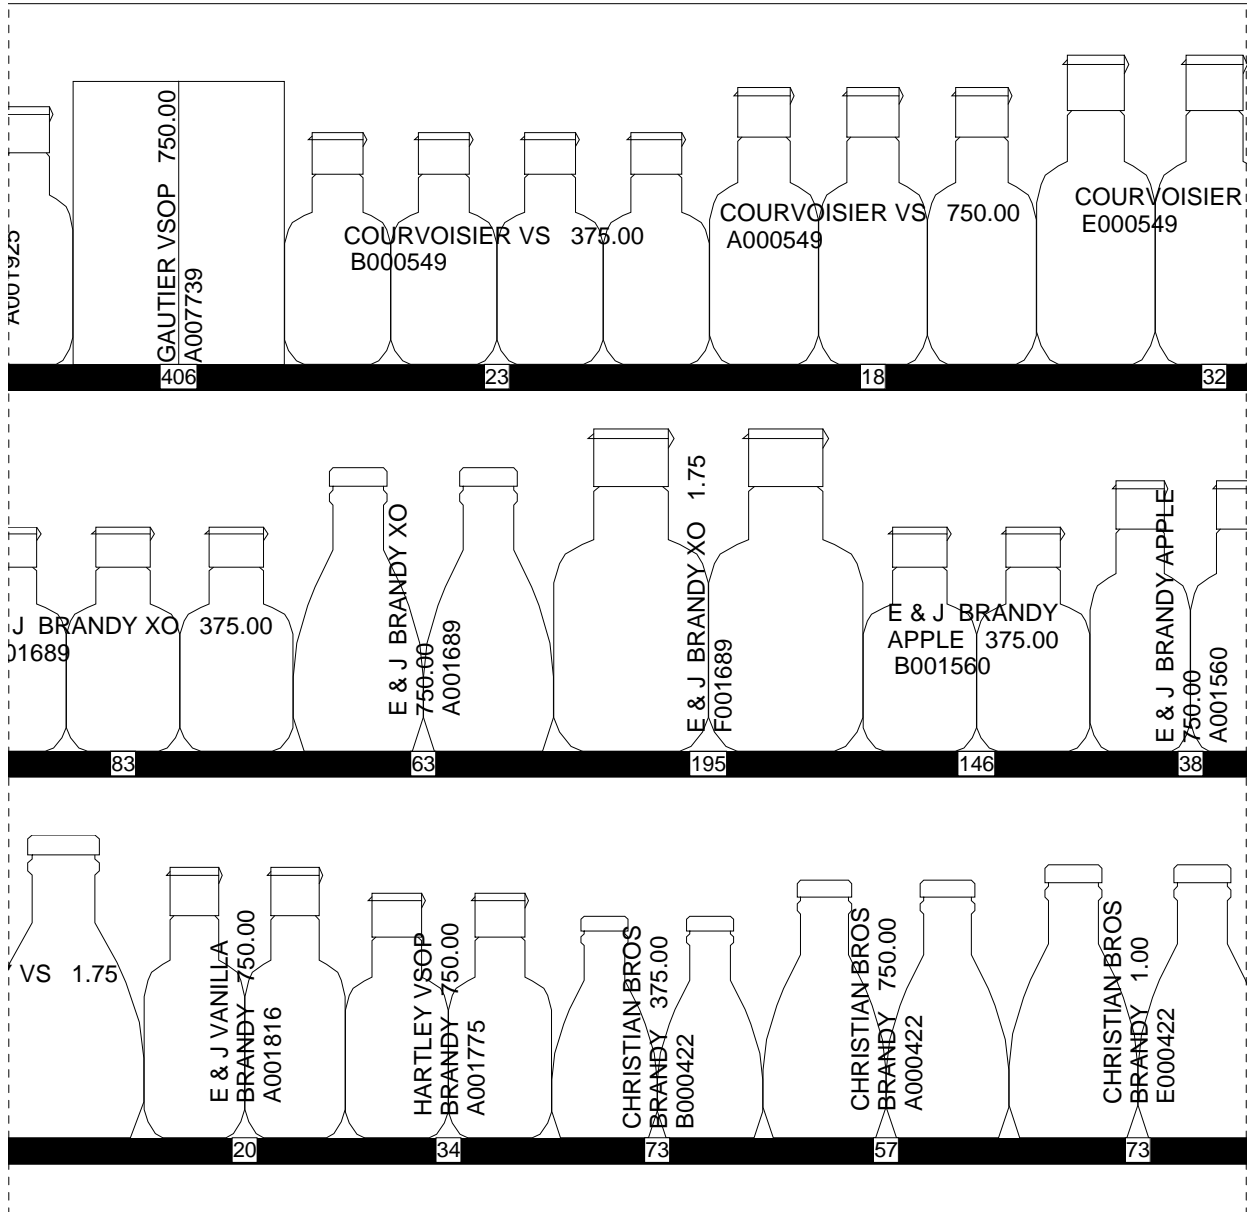 A001925
GAUTIER VSOP 750.00
A007739
COURVOISIER VS 375.00
B000549
COURVOISIER VS 750.00
A000549
COURVOISIER
E000549
406
23
18
32
J BRANDY XO 375.00
01689
E & J BRANDY XO
750.00
A001689
E & J BRANDY XO 1.75
F001689
E & J BRANDY
APPLE 375.00
B001560
E & J BRANDY APPLE
750.00
A001560
83
63
195
146
38
VS 1.75
E & J VANILLA
BRANDY 750.00
A001816
HARTLEY VSOP
BRANDY 750.00
A001775
CHRISTIAN BROS
BRANDY 375.00
B000422
CHRISTIAN BROS
BRANDY 750.00
A000422
CHRISTIAN BROS
BRANDY 1.00
E000422
20
34
73
57
73